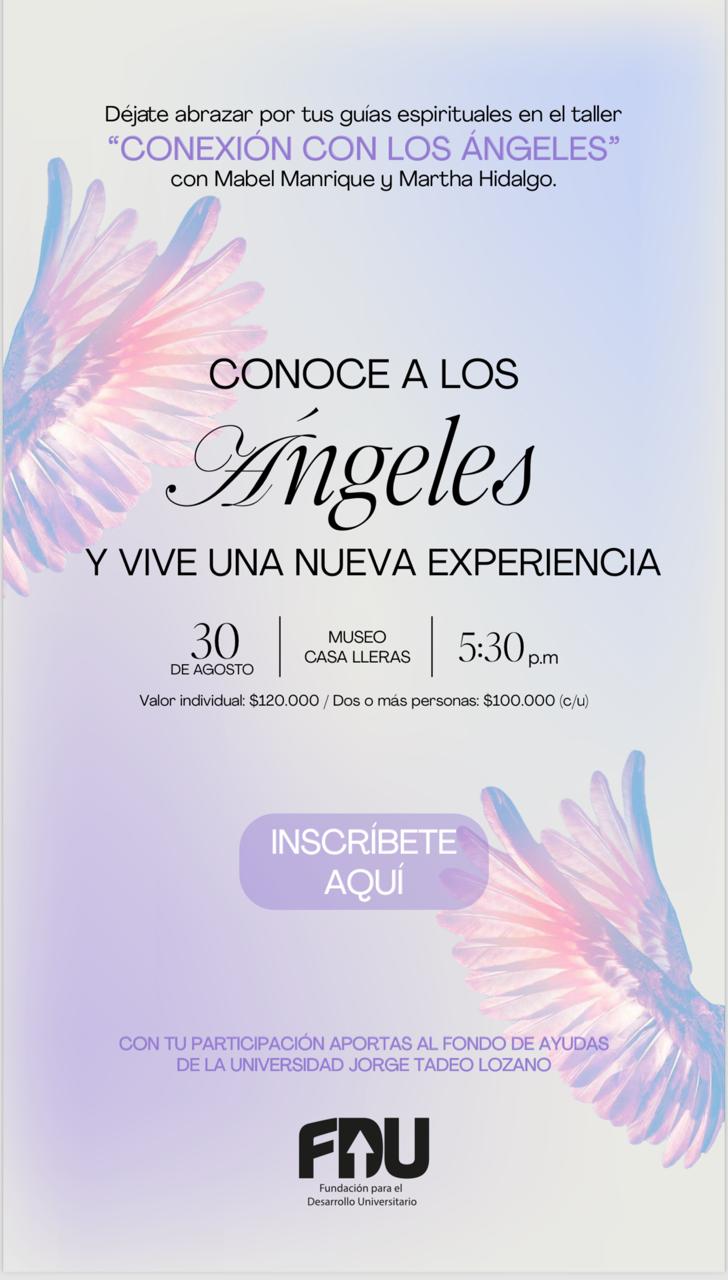 Déjate abrazar por tus guías espirituales en el taller
“CONEXIÓN CON LOS ÁNGELES”
con Mabel Manrique y Martha Hidalgo.
CONOCE A LOS
Ángeles
Y VIVE UNA NUEVA EXPERIENCIA
30
DE AGOSTO
MUSEO
CASA LLERAS
5:30 p.m
Valor individual: $120.000 / Dos o más personas: $100.000 (c/u)
INSCRÍBETE
AQUÍ
CON TU PARTICIPACIÓN APORTAS AL FONDO DE AYUDAS
DE LA UNIVERSIDAD JORGE TADEO LOZANO
FDU
Fundación para el
Desarrollo Universitario